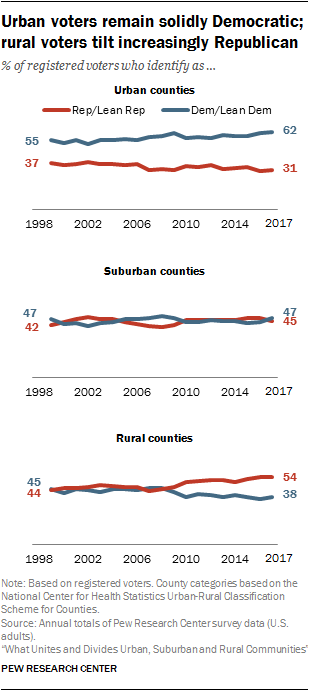 Urban voters remain solidly Democratic;
rural voters tilt increasingly Republican
% of registered voters who identify as ...
Urban counties
Rep/Lean Rep Dem/Lean Dem
55 62
37 31
1998 2002 2006 2010 2014 2017
Suburban counties
47 47
42 45
1998 2002 2006 2010 2014 2017
Rural counties
45 54
44 38
1998 2002 2006 2010 2014 2017
Note: Based on registered voters. County categories based on the
National Center for Health Statistics Urban-Rural Classification
Scheme for Counties.
Source: Annual totals of Pew Research Center survey data (U.S.
adults).
“What Unites and Divides Urban, Suburban and Rural Communities”
PEW RESEARCH CENTER